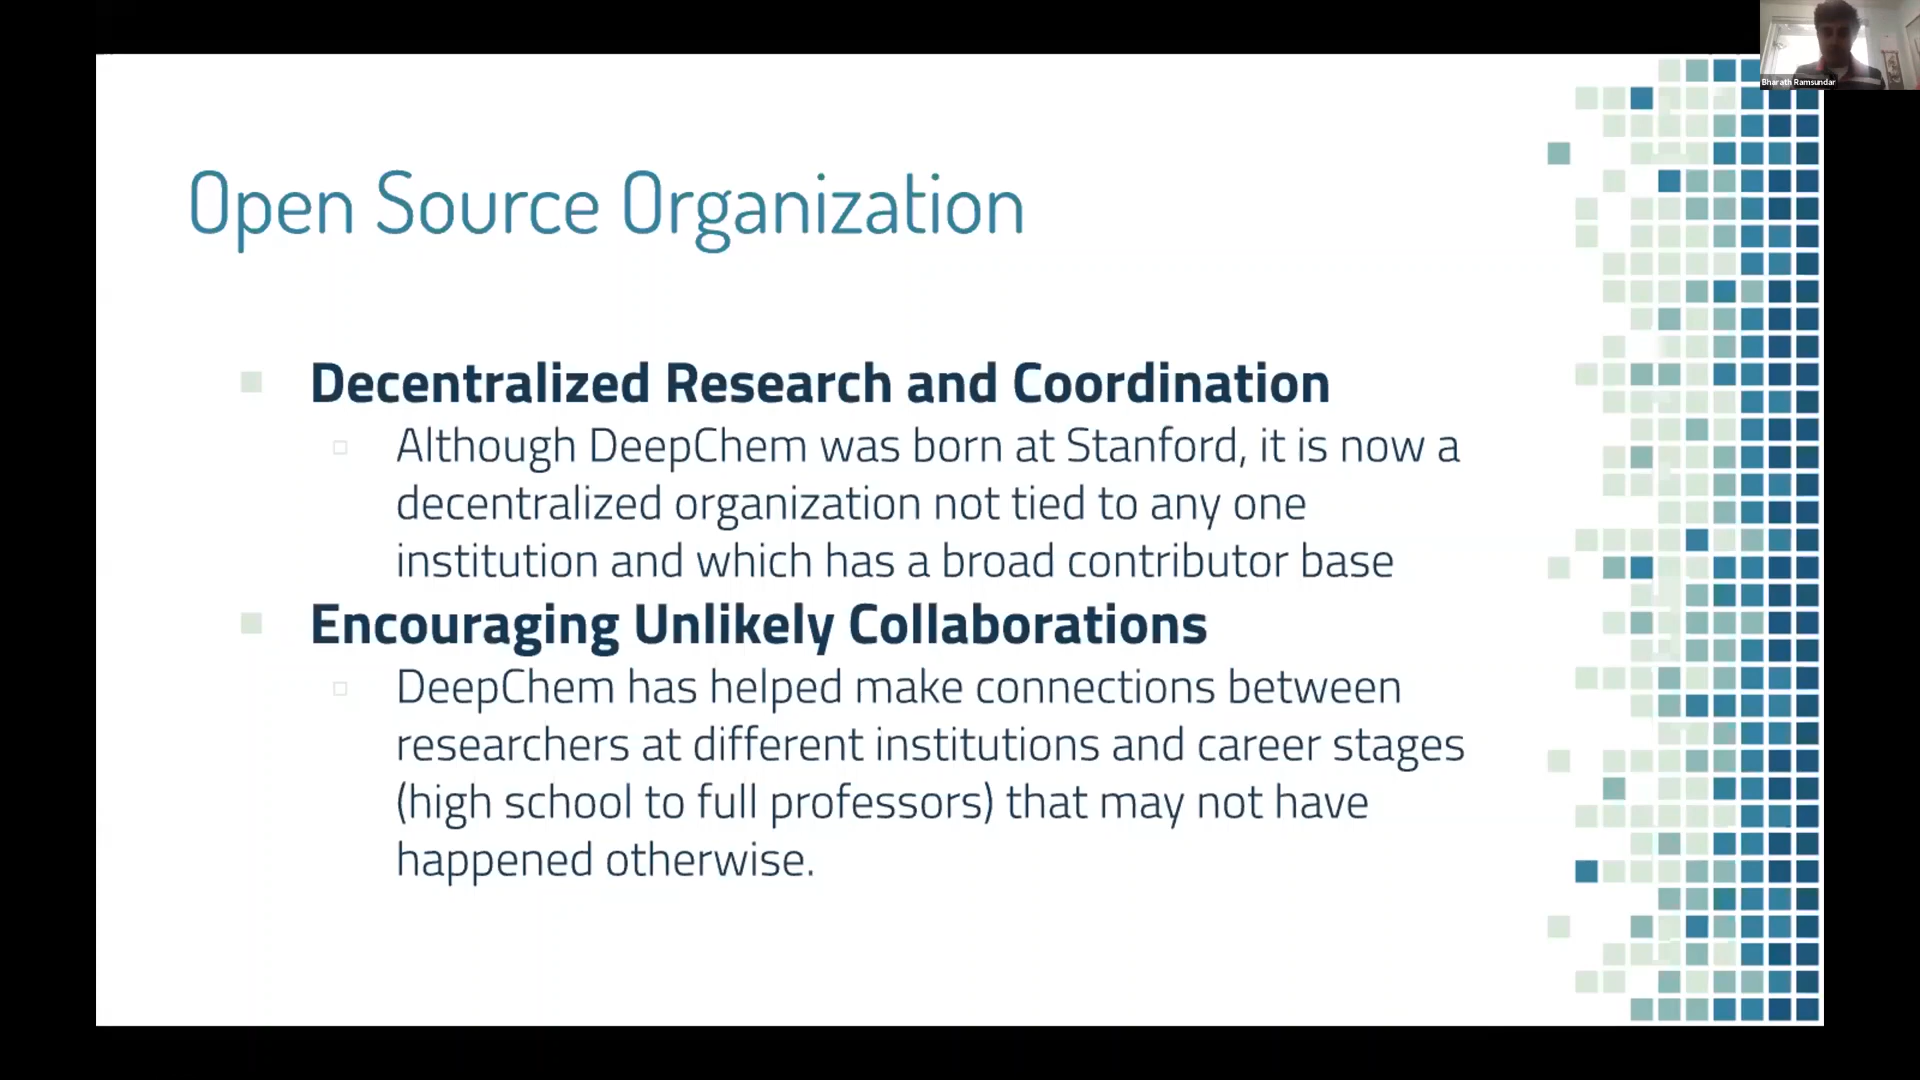 Bharath Ramsundar
Open Source Organization
Decentralized Research and Coordination
Although DeepChem was born at Stanford, it is now a
decentralized organization not tied to any one
institution and which has a broad contributor base
Encouraging Unlikely Collaborations
DeepChem has helped make connections between
researchers at different institutions and career stages
(high school to full professors) that may not have
happened otherwise.